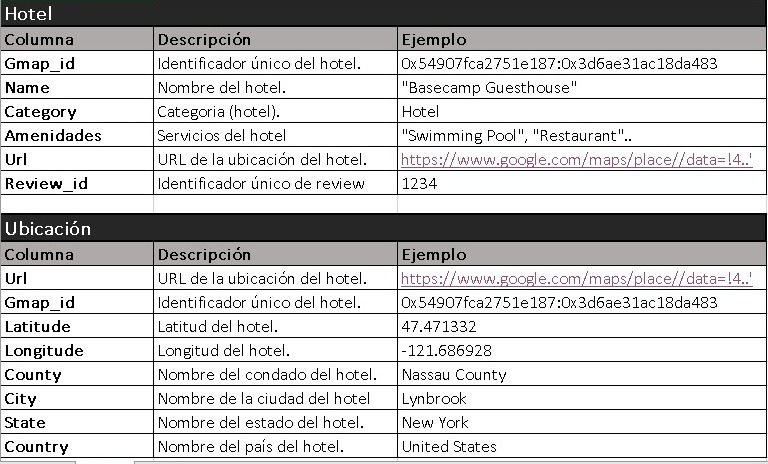 Hotel
Columna Descripción Ejemplo
Gmap_id Identificador único del hotel. 0x54907fca2751e187:0x3d6ae31ac18da483
Name Nombre del hotel. "Basecamp Guesthouse"
Category Categoria (hotel). Hotel
Amenidades Servicios del hotel "Swimming Pool", "Restaurant"..
Url URL de la ubicación del hotel. https://www.google.com/maps/place//data=!4..'
Review_id Identificador único de review 1234
Ubicación
Columna Descripción Ejemplo
Url URL de la ubicación del hotel. https://www.google.com/maps/place//data=!4..'
Gmap_id Identificador único del hotel. 0x54907fca2751e187:0x3d6ae31ac18da483
Latitude Latitud del hotel. 47.471332
Longitude Longitud del hotel. -121.686928
County Nombre del condado del hotel. Nassau County
City Nombre de la ciudad del hotel Lynbrook
State Nombre del estado del hotel. New York
Country Nombre del país del hotel. United States